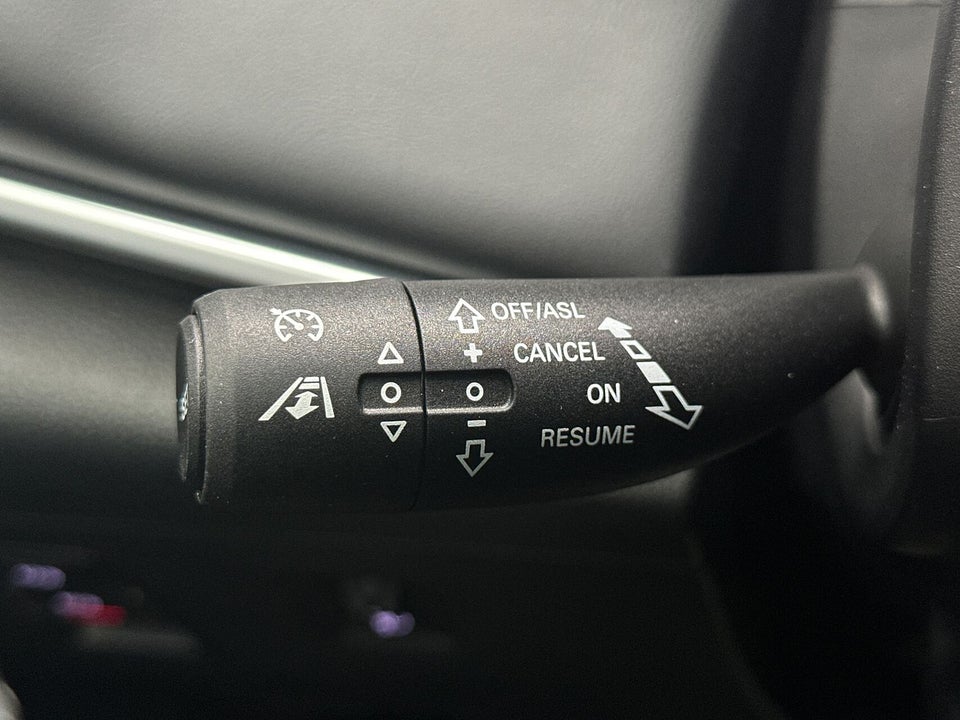 OFF/ASL
+ CANCEL
ON
- RESUME